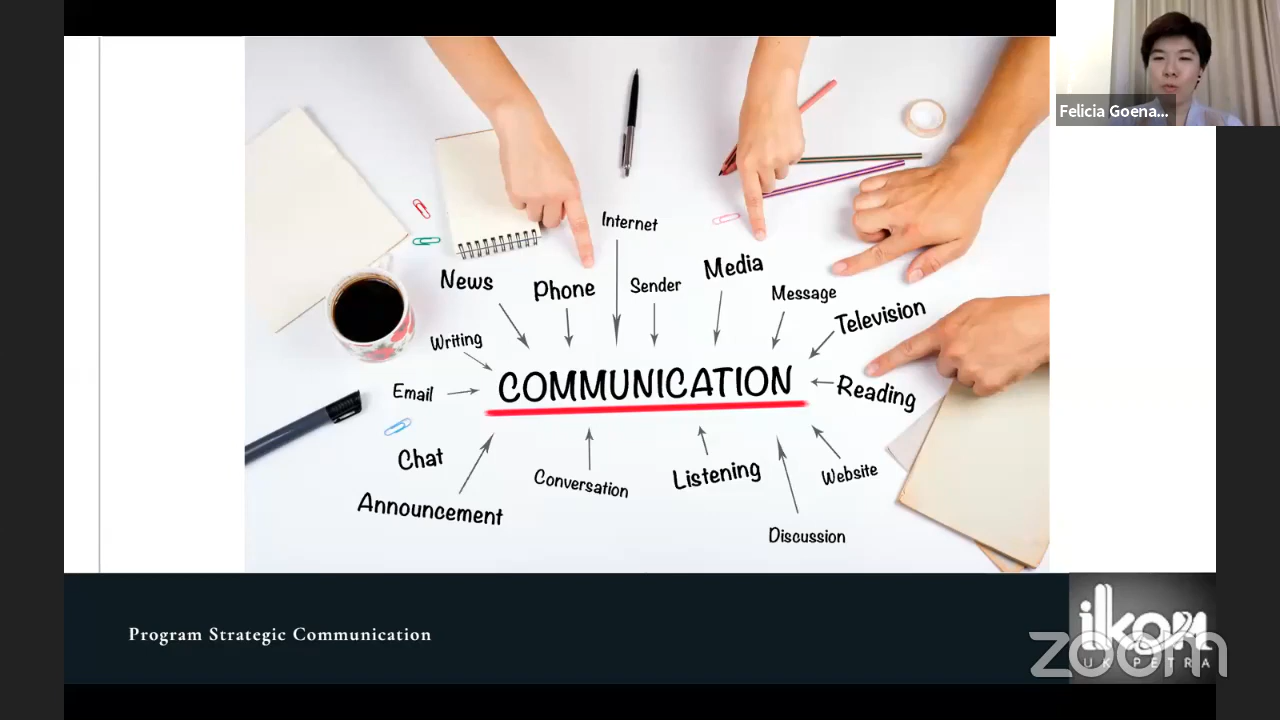 Felicia Goena...
Internet
News
Phone
Sender
Media
Message
Television
Writing
COMMUNICATION
Email
Reading
Chat
Conversation
Listening
Website
Announcement
Discussion
Program Strategic Communication
ilkom
zoom
UK PETRA